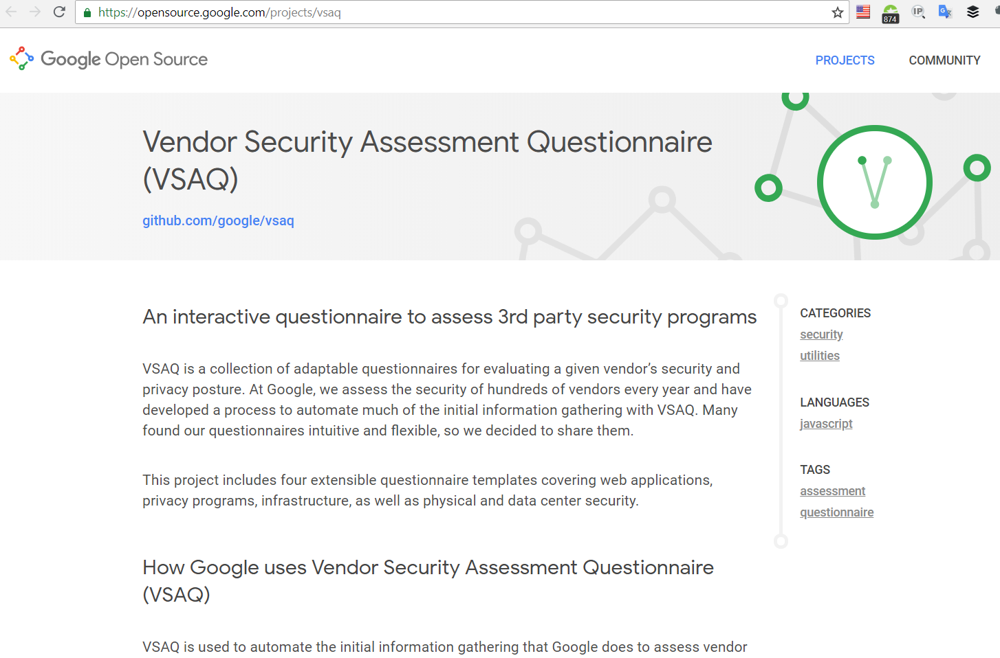 https://opensource.google.com/projects/vsaq
874
IP
G
Google Open Source
PROJECTS
COMMUNITY
Vendor Security Assessment Questionnaire
(VSAQ)
github.com/google/vsaq
V
An interactive questionnaire to assess 3rd party security programs
VSAQ is a collection of adaptable questionnaires for evaluating a given vendor’s security and
privacy posture. At Google, we assess the security of hundreds of vendors every year and have
developed a process to automate much of the initial information gathering with VSAQ. Many
found our questionnaires intuitive and flexible, so we decided to share them.
This project includes four extensible questionnaire templates covering web applications,
privacy programs, infrastructure, as well as physical and data center security.
How Google uses Vendor Security Assessment Questionnaire
(VSAQ)
VSAQ is used to automate the initial information gathering that Google does to assess vendor
CATEGORIES
security
utilities
LANGUAGES
javascript
TAGS
assessment
questionnaire